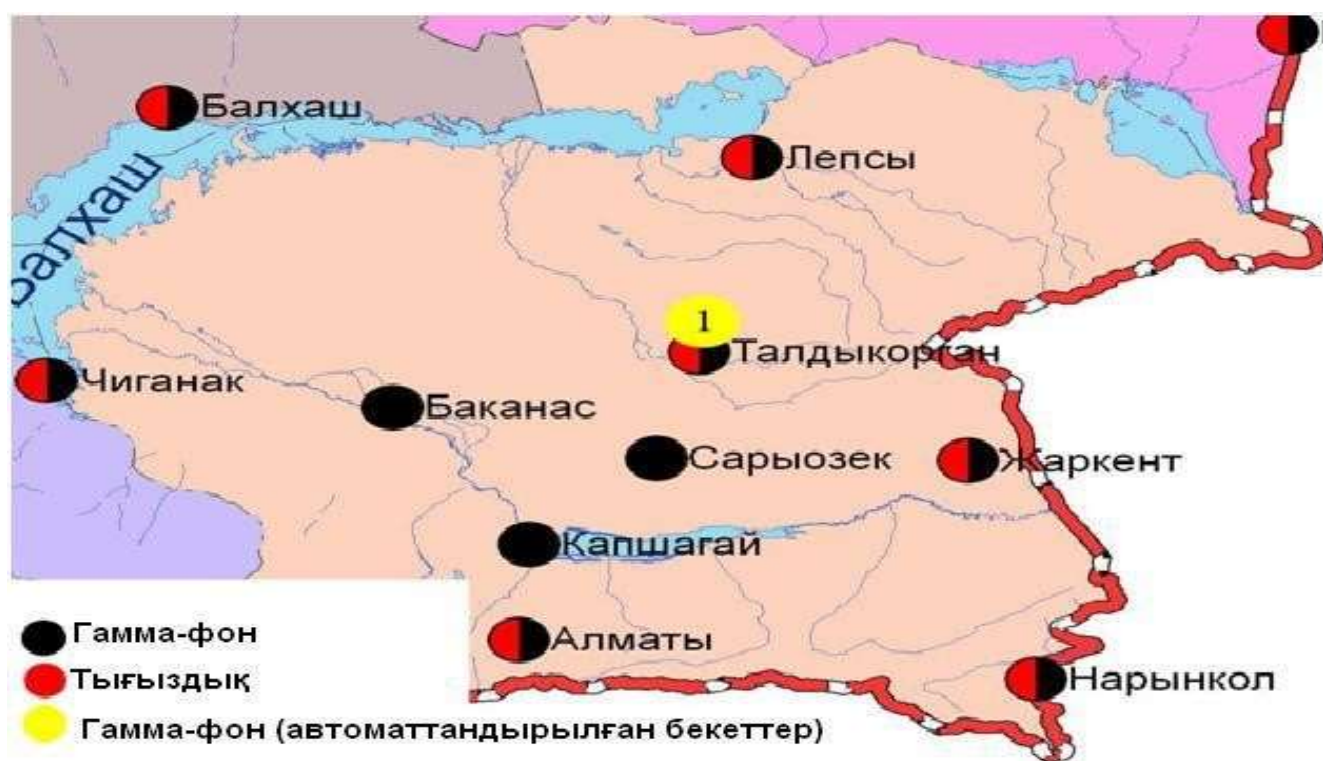 Балхаш
Лепсы
Балхаш
1
Талдыкорган
Чиганак
Баканас
Сарыозек
Жаркент
Капшагай
Гамма-фон
Алматы
Тығыздық
Нарынкол
Гамма-фон (автоматтандырылған бекеттер)